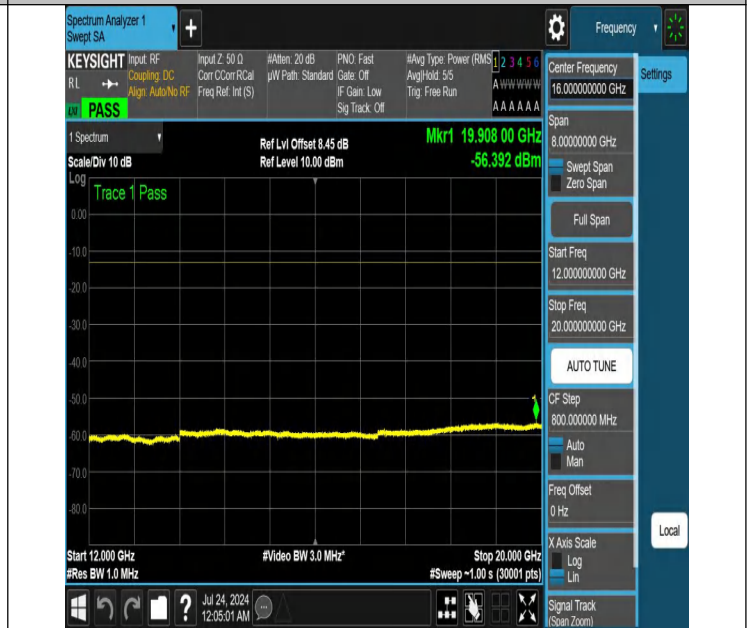 Spectrum Analyzer 1
Swept SA
+
Frequency
KEYSIGHT
RL
PASS
Input: RF
Coupling: DC
Align: Auto/No RF
Input Z: 50 Ω
Corr CCorr RCal
Freq Ref: Int (S)
#Atten: 20 dB
µW Path: Standard
PNO: Fast
Gate: Off
IF Gain: Low
Sig Track: Off
#Avg Type: Power (RMS
Avg|Hold: 5/5
Trig: Free Run
1 2 3 4 5 6
A W W W W W
A A A A A A
1 Spectrum
Scale/Div 10 dB
Ref Lvl Offset 8.45 dB
Ref Level 10.00 dBm
Mkr1 19.908 00 GHz
-56.392 dBm
Log
Trace 1 Pass
0.00
-10.0
-20.0
-30.0
-40.0
-50.0
-60.0
-70.0
-80.0
1
Start 12.000 GHz
#Res BW 1.0 MHz
#Video BW 3.0 MHz*
Stop 20.000 GHz
#Sweep ~1.00 s (30001 pts)
Jul 24, 2024
12:05:01 AM
Center Frequency
16.000000000 GHz
Settings
Span
8.00000000 GHz
Swept Span
Zero Span
Full Span
Start Freq
12.000000000 GHz
Stop Freq
20.000000000 GHz
AUTO TUNE
CF Step
800.000000 MHz
Auto
Man
Freq Offset
0 Hz
X Axis Scale
Log
Lin
Local
Signal Track
(Span Zoom)